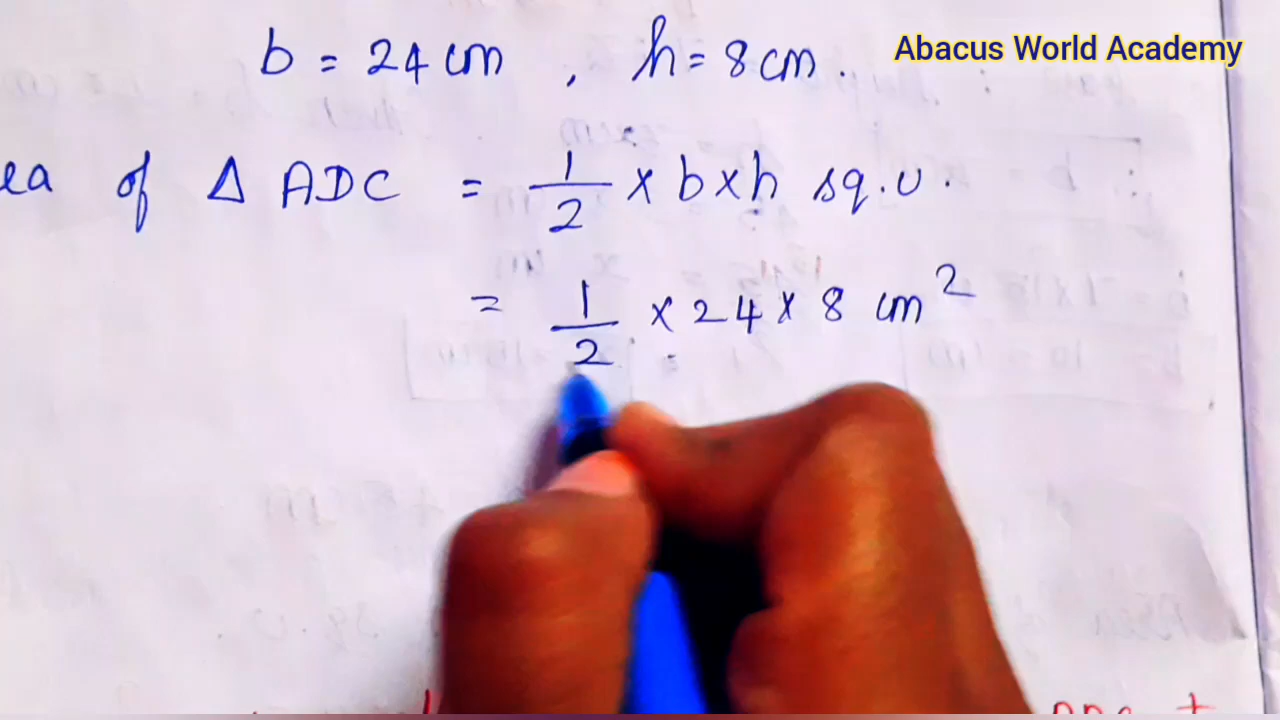 b = 24 cm , h = 8 cm.
Abacus World Academy
ea of Δ ADC = 1/2 × b × h sq.u.
= 1/2 × 24 × 8 cm²